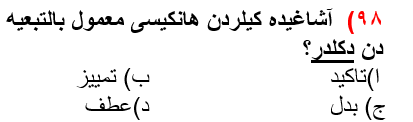 ۹۸) آشاغیده کیلردن هانکیسی معمول بالتبعیه
دن دکلدر؟
ا)تاکید ب) تمییز
ج) بدل د)عطف